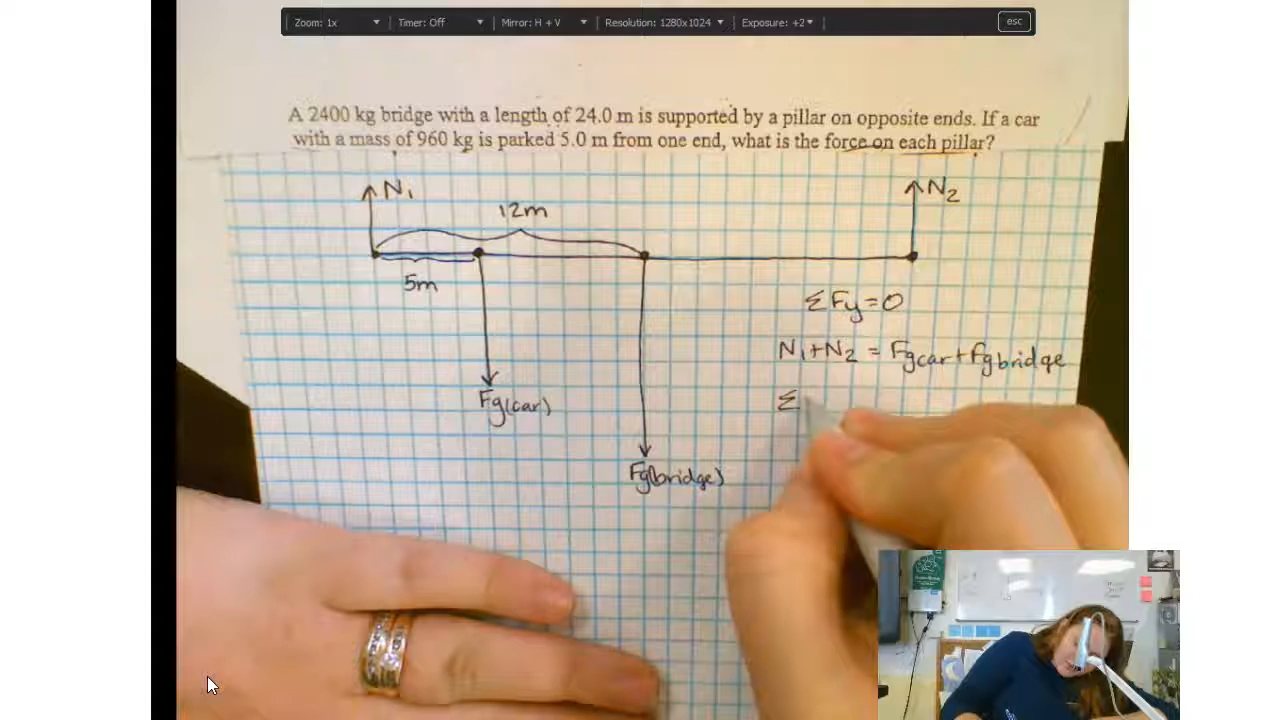 Zoom: 1x Timer: Off Mirror: H + V Resolution: 1280x1024 Exposure: +2 esc
A 2400 kg bridge with a length of 24.0 m is supported by a pillar on opposite ends. If a car
with a mass of 960 kg is parked 5.0 m from one end, what is the force on each pillar?
N₁ N₂
12m
5m
ΣFy=0
N₁+N₂ = Fgcar+Fgbridge
Σ
Fg(car)
Fg(bridge)